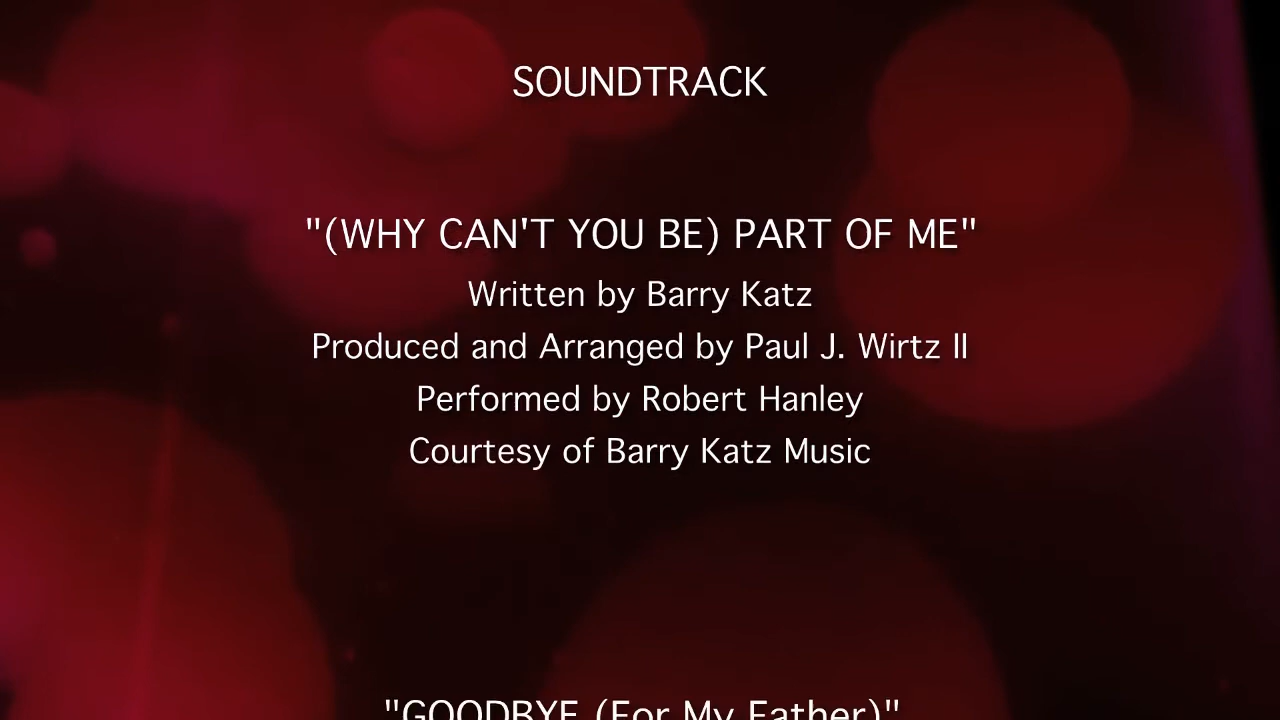 SOUNDTRACK
"(WHY CAN'T YOU BE) PART OF ME"
Written by Barry Katz
Produced and Arranged by Paul J. Wirtz II
Performed by Robert Hanley
Courtesy of Barry Katz Music
"GOODBYE (For My Father)"